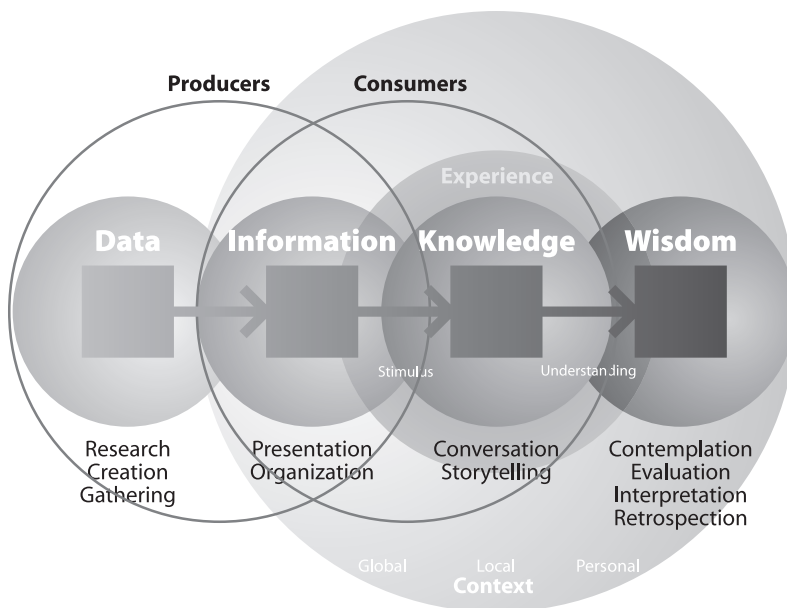 Producers
Consumers
Experience
Data
Information
Knowledge
Wisdom
Stimulus
Understanding
Research
Creation
Gathering
Presentation
Organization
Conversation
Storytelling
Contemplation
Evaluation
Interpretation
Retrospection
Global
Local
Personal
Context